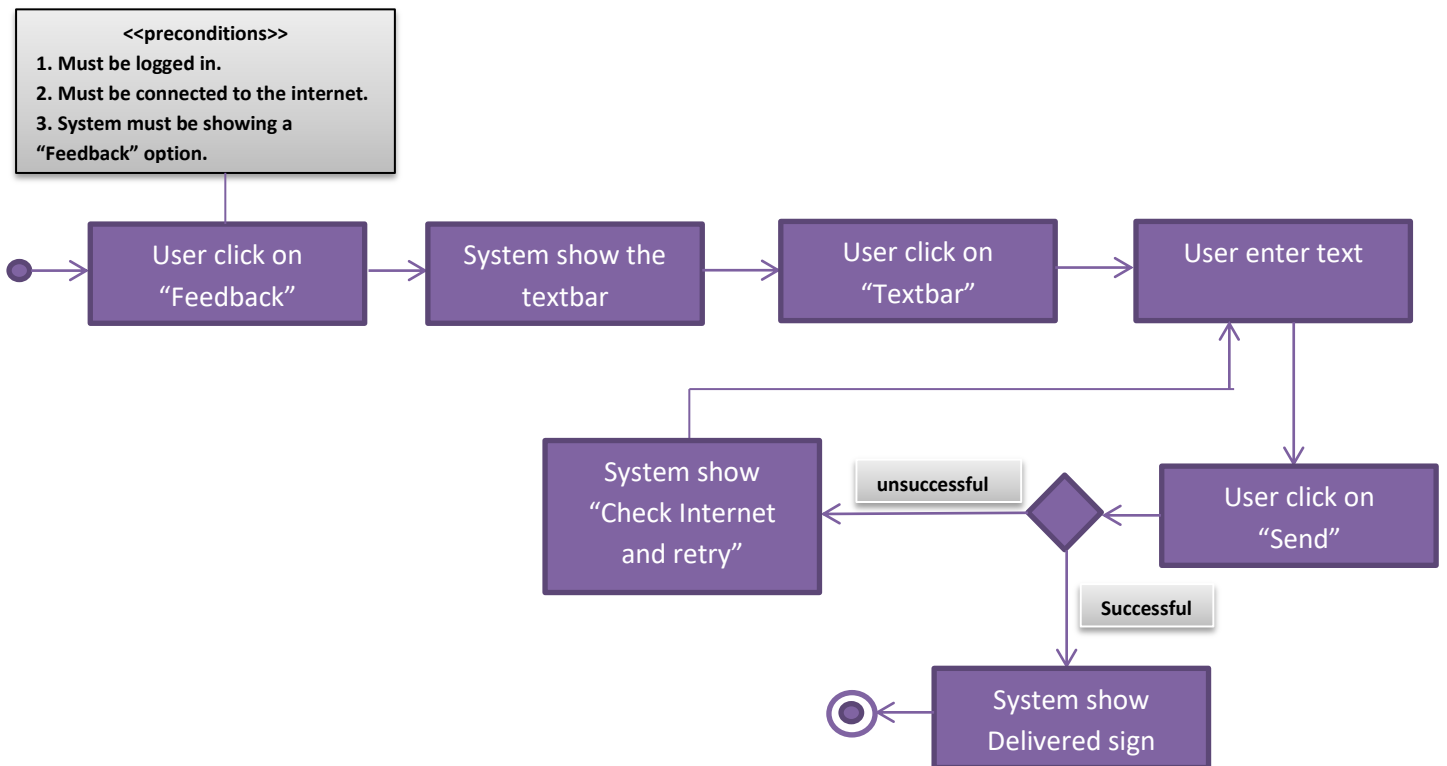 <<preconditions>>
1. Must be logged in.
2. Must be connected to the internet.
3. System must be showing a
“Feedback” option.
User click on
“Feedback”
System show the
textbar
User click on
“Textbar”
User enter text
User click on
“Send”
unsuccessful
System show
“Check Internet
and retry”
Successful
System show
Delivered sign